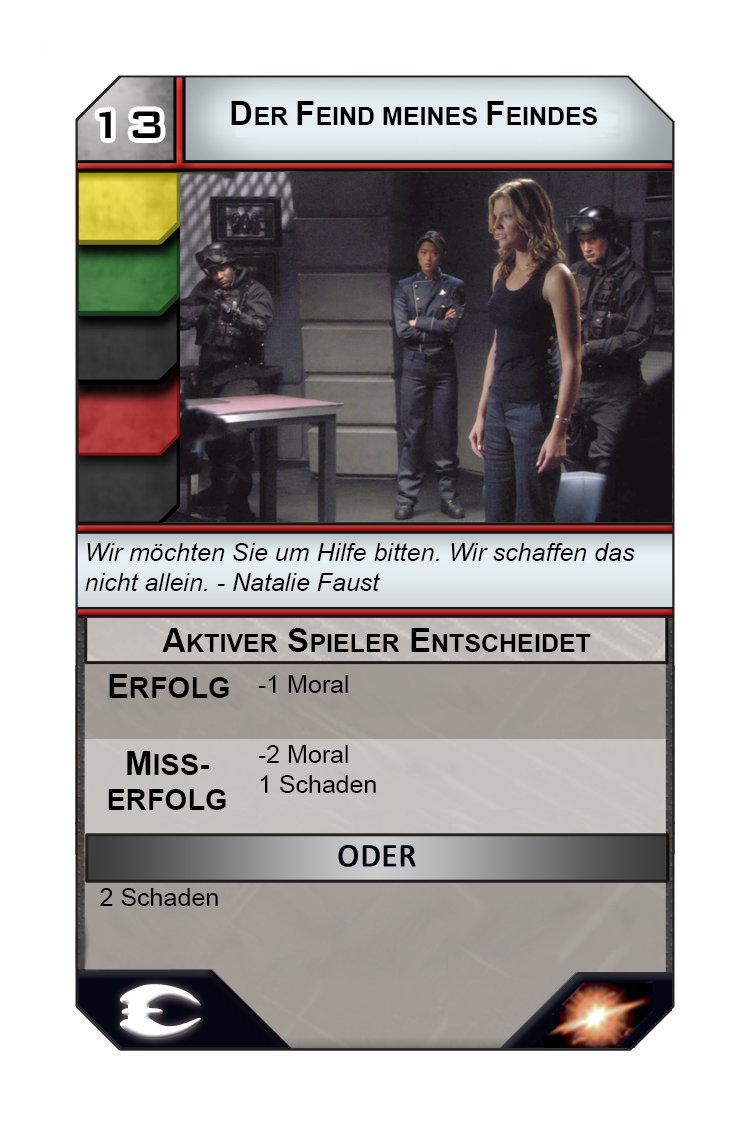 13
DER FEIND MEINES FEINDES
Wir möchten Sie um Hilfe bitten. Wir schaffen das
nicht allein. - Natalie Faust
AKTIVER SPIELER ENTSCHEIDET
ERFOLG
-1 Moral
MISS-
ERFOLG
-2 Moral
1 Schaden
ODER
2 Schaden